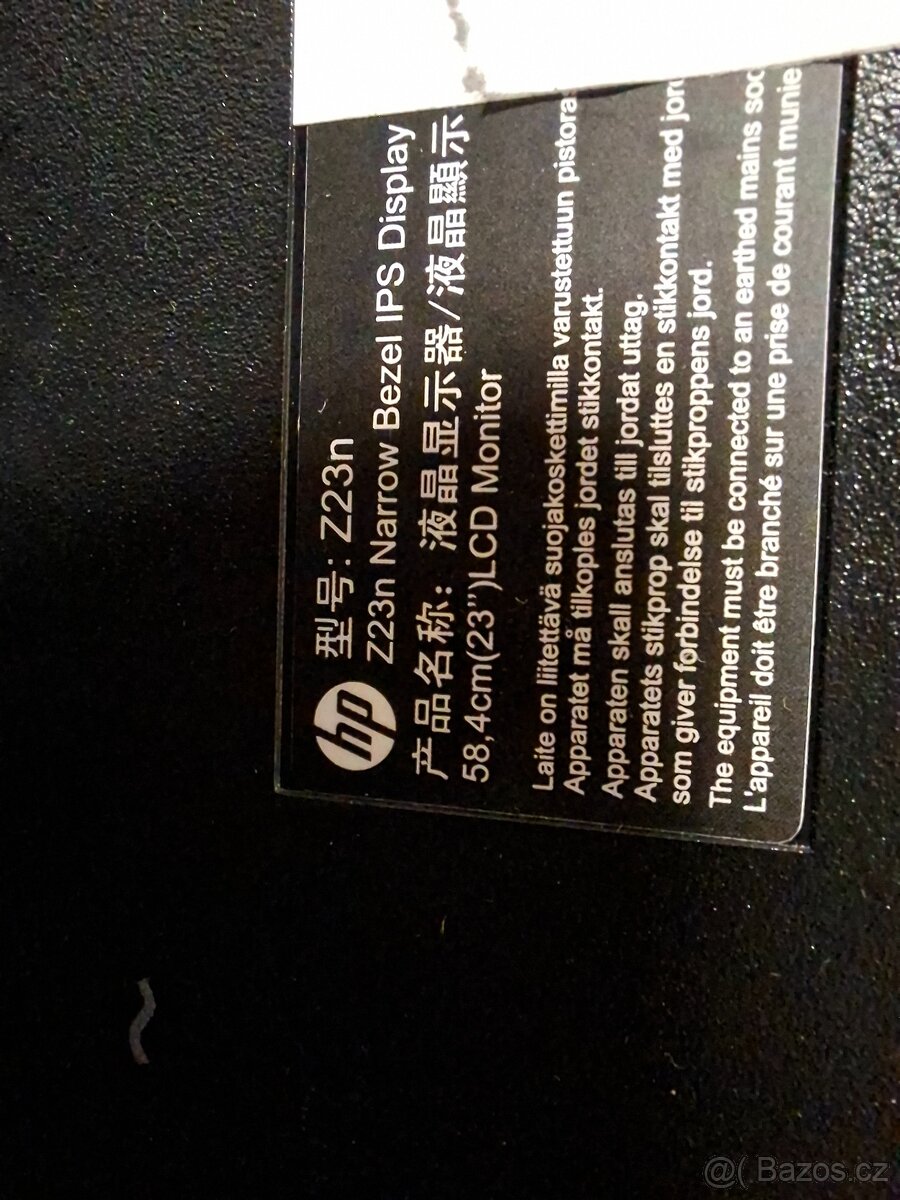 hp
型号: Z23n
Z23n Narrow Bezel IPS Display
产品名称: 液晶显示器/液晶顯示
58,4cm(23")LCD Monitor
Laite on liitettävä suojakoskettimilla varustettuun pistoras
Apparatet må tilkoples jordet stikkontakt.
Apparaten skall anslutas till jordat uttag.
Apparatets stikprop skal tilsluttes en stikkontakt med jord
som giver forbindelse til stikproppens jord.
The equipment must be connected to an earthed mains soc
L'appareil doit être branché sur une prise de courant munie
@( Bazos.cz